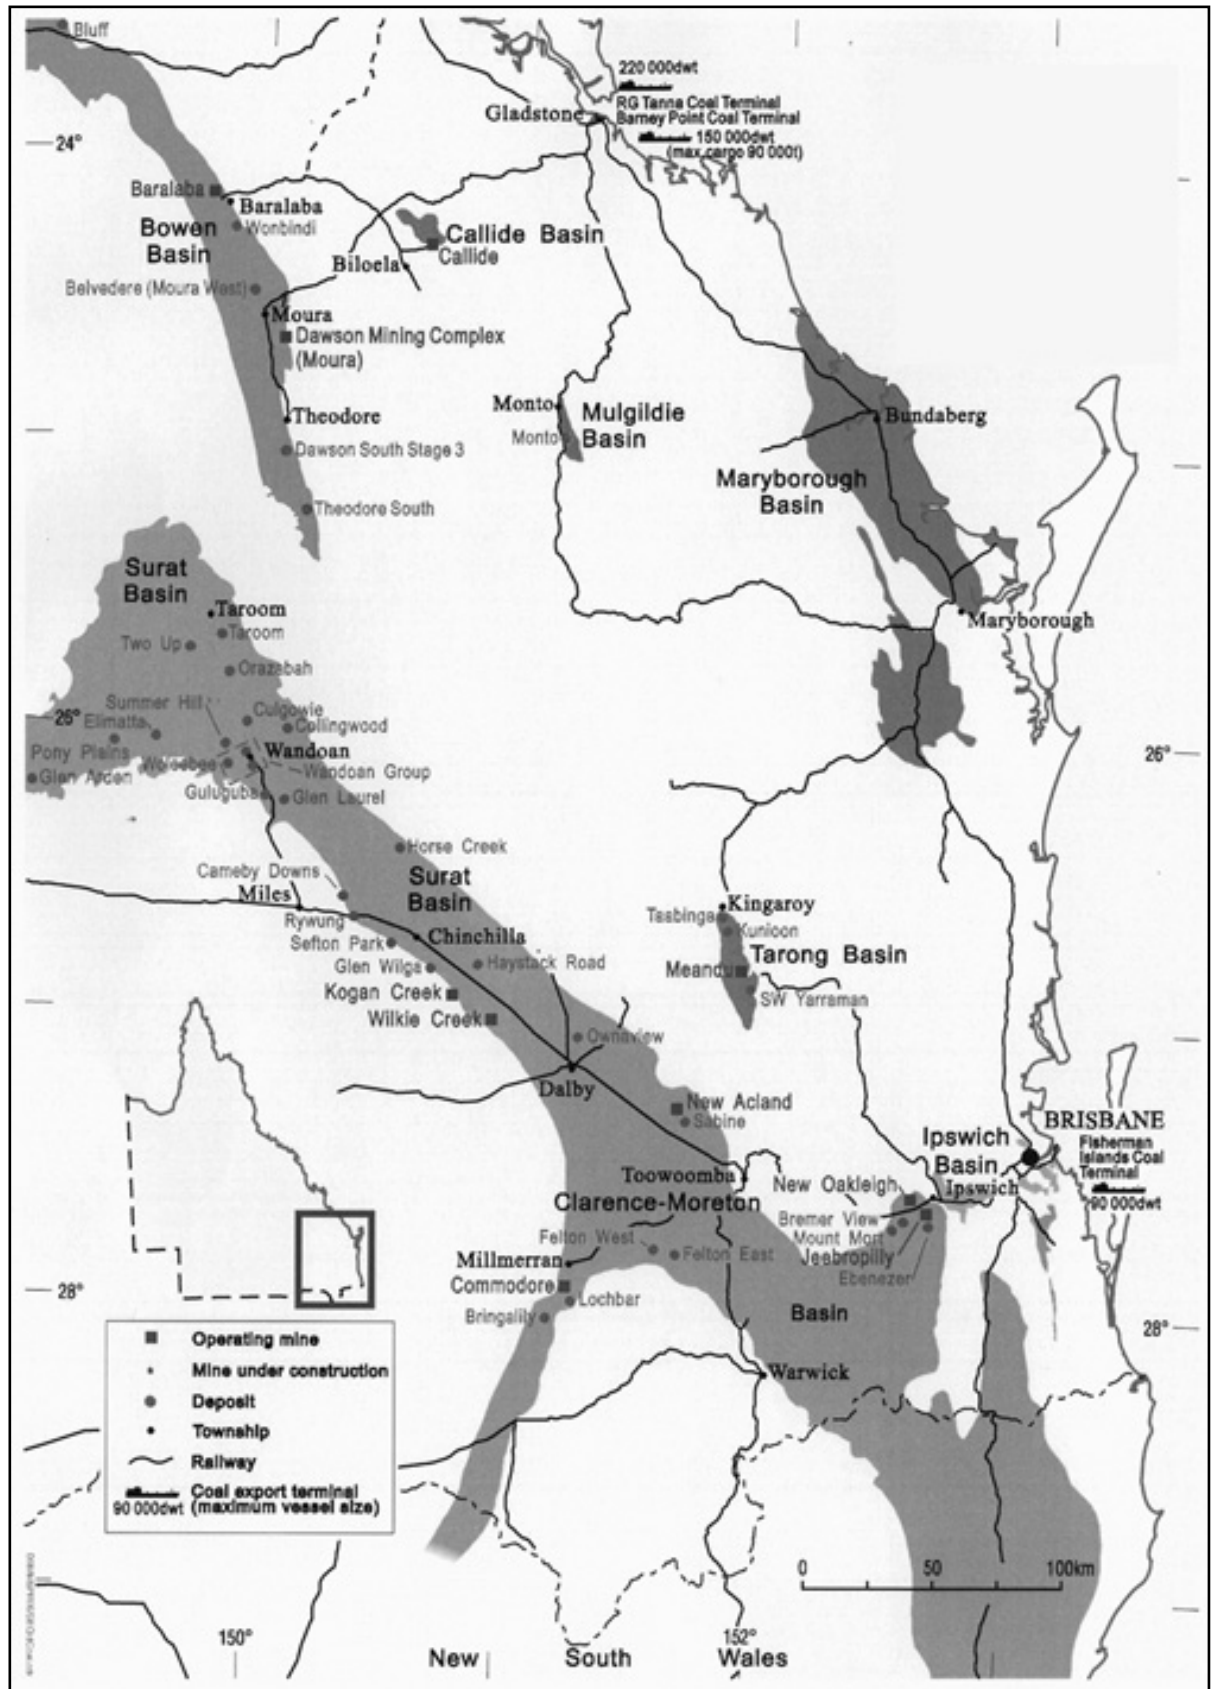 Bluff
220 000dwt
RG Tanna Coal Terminal
Barney Point Coal Terminal
150 000dwt
(max.cargo 90 000t)
Gladstone
24°
Baralaba
Baralaba
Wonbindi
Bowen
Basin
Callide Basin
Callide
Biloela
Belvedere (Moura West)
Moura
Dawson Mining Complex
(Moura)
Theodore
Dawson South Stage 3
Theodore South
Monto
Monto
Mulgildie
Basin
Bundaberg
Maryborough
Basin
Maryborough
Surat
Basin
Taroom
Taroom
Two Up
Orazabah
Summer Hill
Culgowie
Collingwood
26°
Elimatta
Pony Plains
Woleebee
Wandoan
Wandoan Group
Glen Arden
Guluguba
Glen Laurel
26°
Horse Creek
Cameby Downs
Surat
Basin
Miles
Rywung
Chinchilla
Sefton Park
Glen Wilga
Haystack Road
Kogan Creek
Wilkie Creek
Kingaroy
Taabinga
Kunioon
Tarong Basin
Meandu
SW Yarraman
Ownaview
Dalby
New Acland
Sabine
BRISBANE
Fisherman
Islands Coal
Terminal
90 000dwt
Ipswich
Basin
Ipswich
Toowoomba
New Oakleigh
Clarence-Moreton
Bremer View
Mount Mort
Jeebropilly
Ebenezer
Felton West
Felton East
Millmerran
Commodore
Lochbar
Bringalily
Basin
28°
28°
Warwick
Operating mine
Mine under construction
Deposit
Township
Railway
Coal export terminal
90 000dwt (maximum vessel size)
0 50 100km
150°
152°
New South Wales